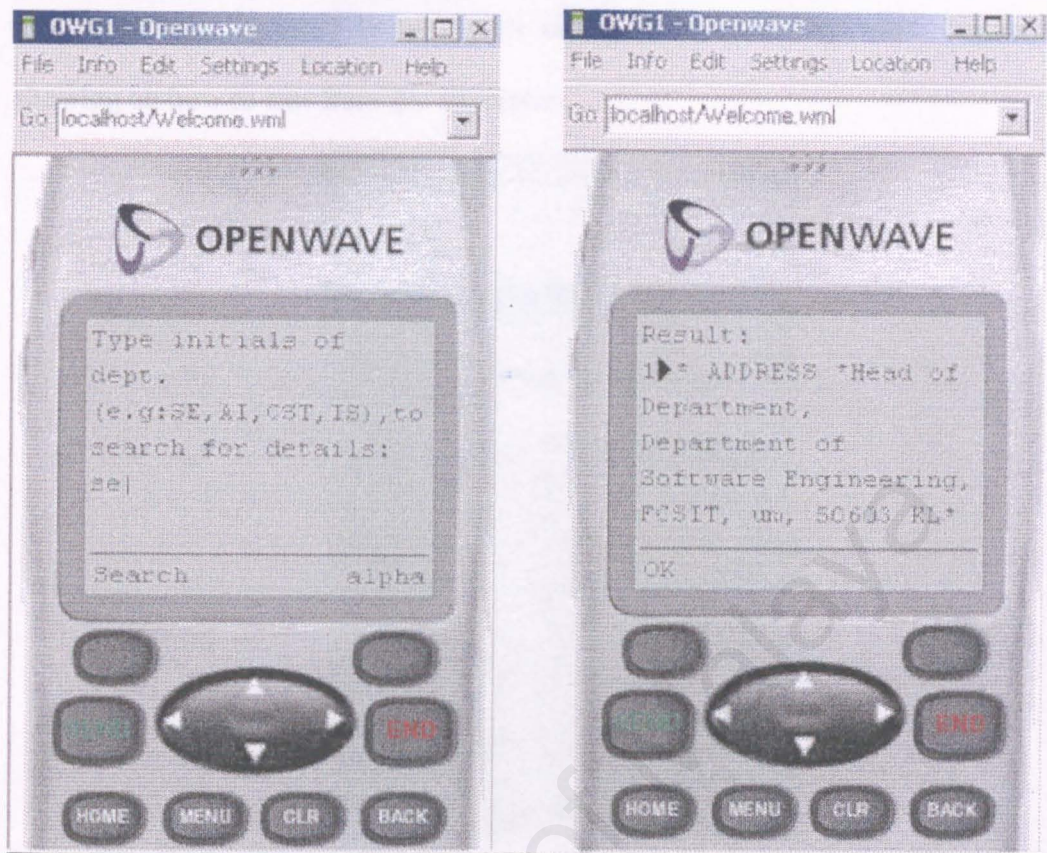 OWG1 - Openwave
File Info Edit Settings Location Help
Go localhost/Welcome.wml
OPENWAVE
Type initials of
dept.
(e.g:SE,AI,CST,IS),to
search for details:
se
Search alpha
END
HOME MENU CLR BACK
OWG1 - Openwave
File Info Edit Settings Location Help
Go localhost/Welcome.wml
OPENWAVE
Result:
1 * ADDRESS *Head of
Department,
Department of
Software Engineering,
FCSIT, um, 50603 KL*
OK
END
HOME MENU CLR BACK